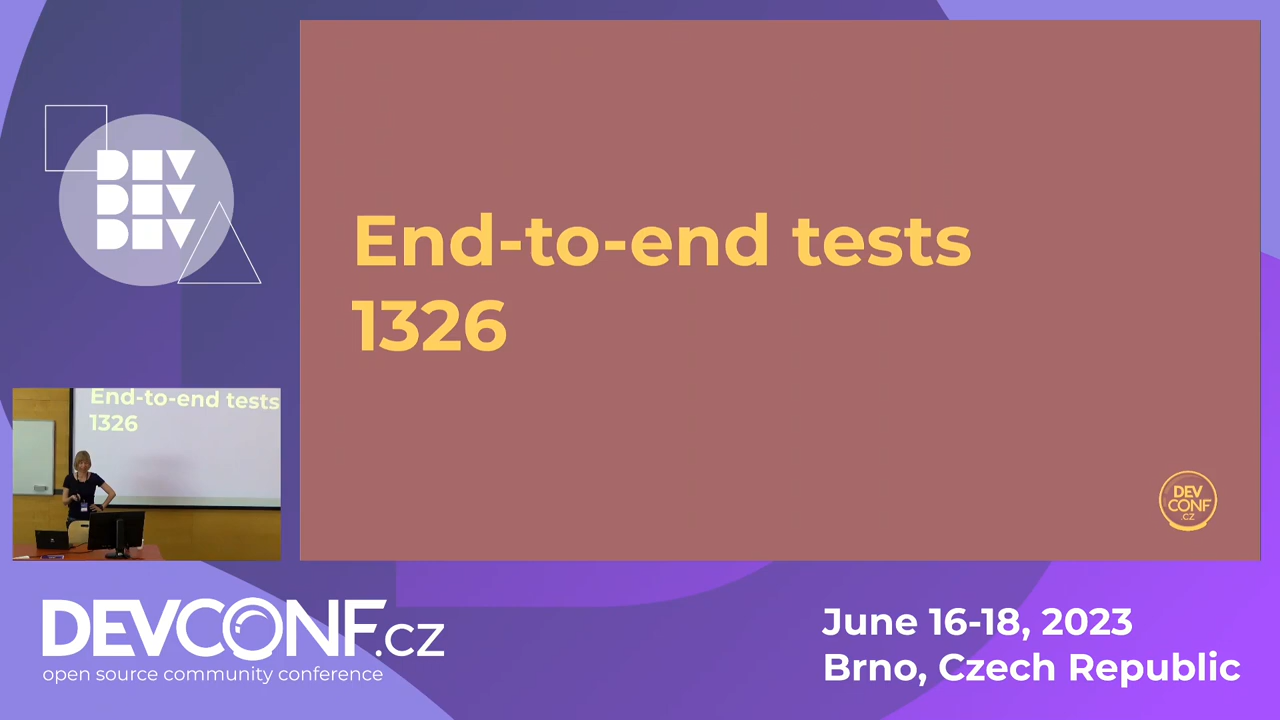 DEV
DEV
DEV
End-to-end tests
1326
DEV
CONF
.CZ
End-to-end tests
1326
DEVCONF.cz
open source community conference
June 16-18, 2023
Brno, Czech Republic